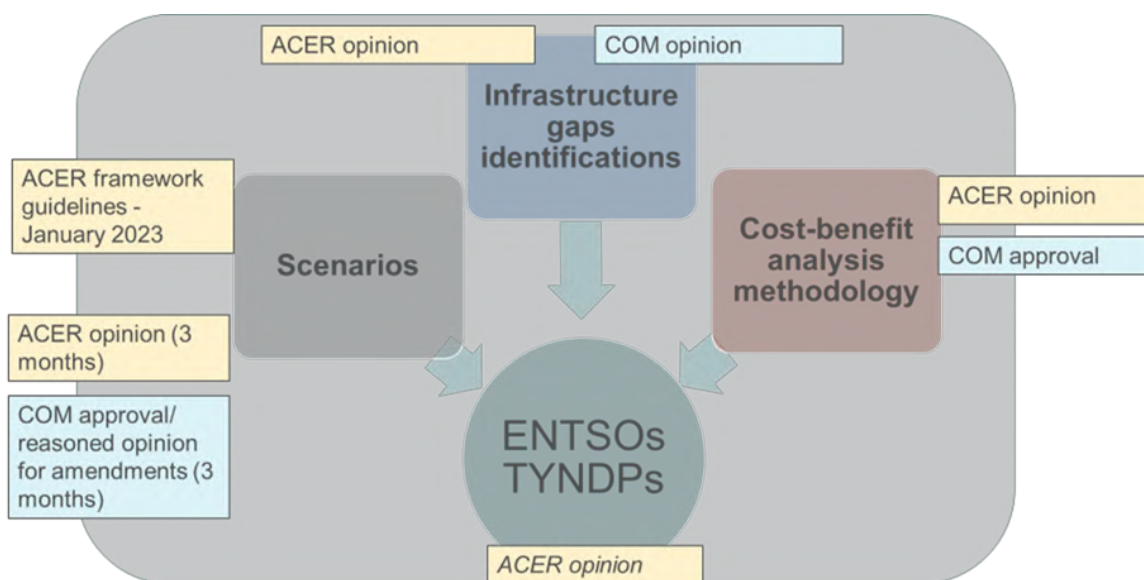 ACER opinion
COM opinion
Infrastructure
gaps
identifications
ACER framework
guidelines -
January 2023
Scenarios
Cost-benefit
analysis
methodology
ACER opinion
COM approval
ACER opinion (3
months)
COM approval/
reasoned opinion
for amendments (3
months)
ENTSOs
TYNDPs
ACER opinion